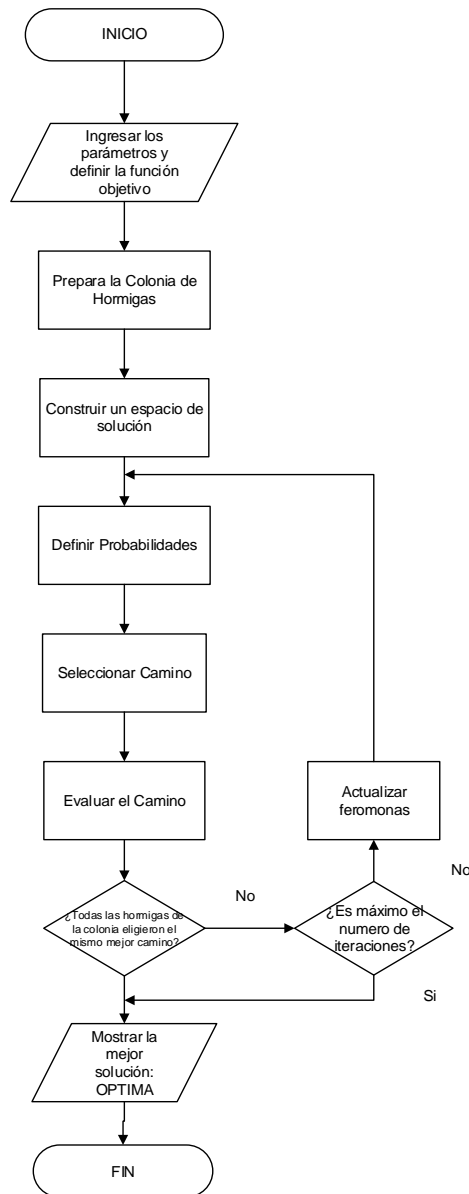 INICIO
Ingresar los
parámetros y
definir la función
objetivo
Prepara la Colonia de
Hormigas
Construir un espacio de
solución
Definir Probabilidades
Seleccionar Camino
Evaluar el Camino
Actualizar
feromonas
¿Todas las hormigas de
la colonia eligieron el
mismo mejor camino?
No
¿Es máximo el
numero de
iteraciones?
No
Si
Mostrar la
mejor
solución:
OPTIMA
FIN